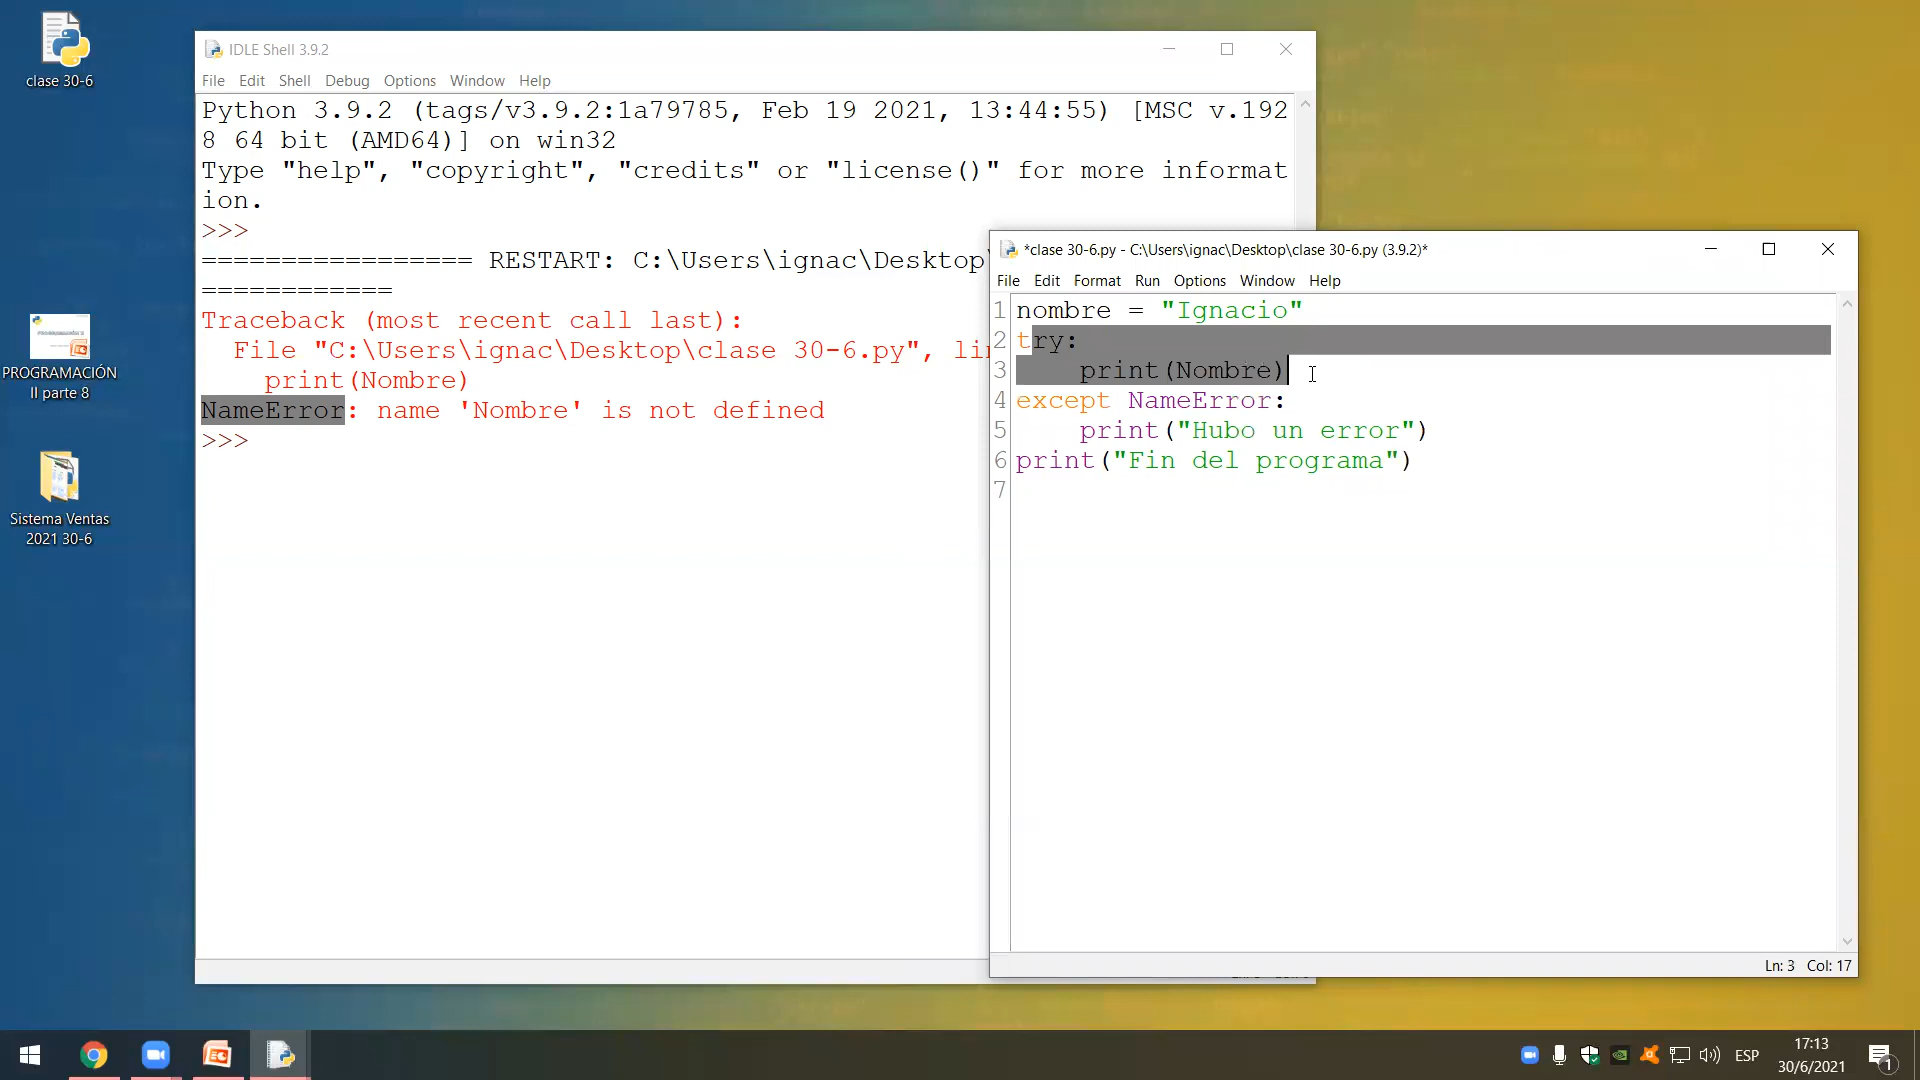 clase 30-6
PROGRAMACIÓN
II parte 8
Sistema Ventas
2021 30-6
IDLE Shell 3.9.2
File Edit Shell Debug Options Window Help
Python 3.9.2 (tags/v3.9.2:1a79785, Feb 19 2021, 13:44:55) [MSC v.192
8 64 bit (AMD64)] on win32
Type "help", "copyright", "credits" or "license()" for more informat
ion.
>>>
================= RESTART: C:\Users\ignac\Desktop\
============
Traceback (most recent call last):
File "C:\Users\ignac\Desktop\clase 30-6.py", li
print(Nombre)
NameError: name 'Nombre' is not defined
>>>
*clase 30-6.py - C:\Users\ignac\Desktop\clase 30-6.py (3.9.2)*
File Edit Format Run Options Window Help
1 nombre = "Ignacio"
2 try:
3 print(Nombre)
4 except NameError:
5 print("Hubo un error")
6 print("Fin del programa")
7
Ln: 3 Col: 17
ESP
17:13
30/6/2021
1